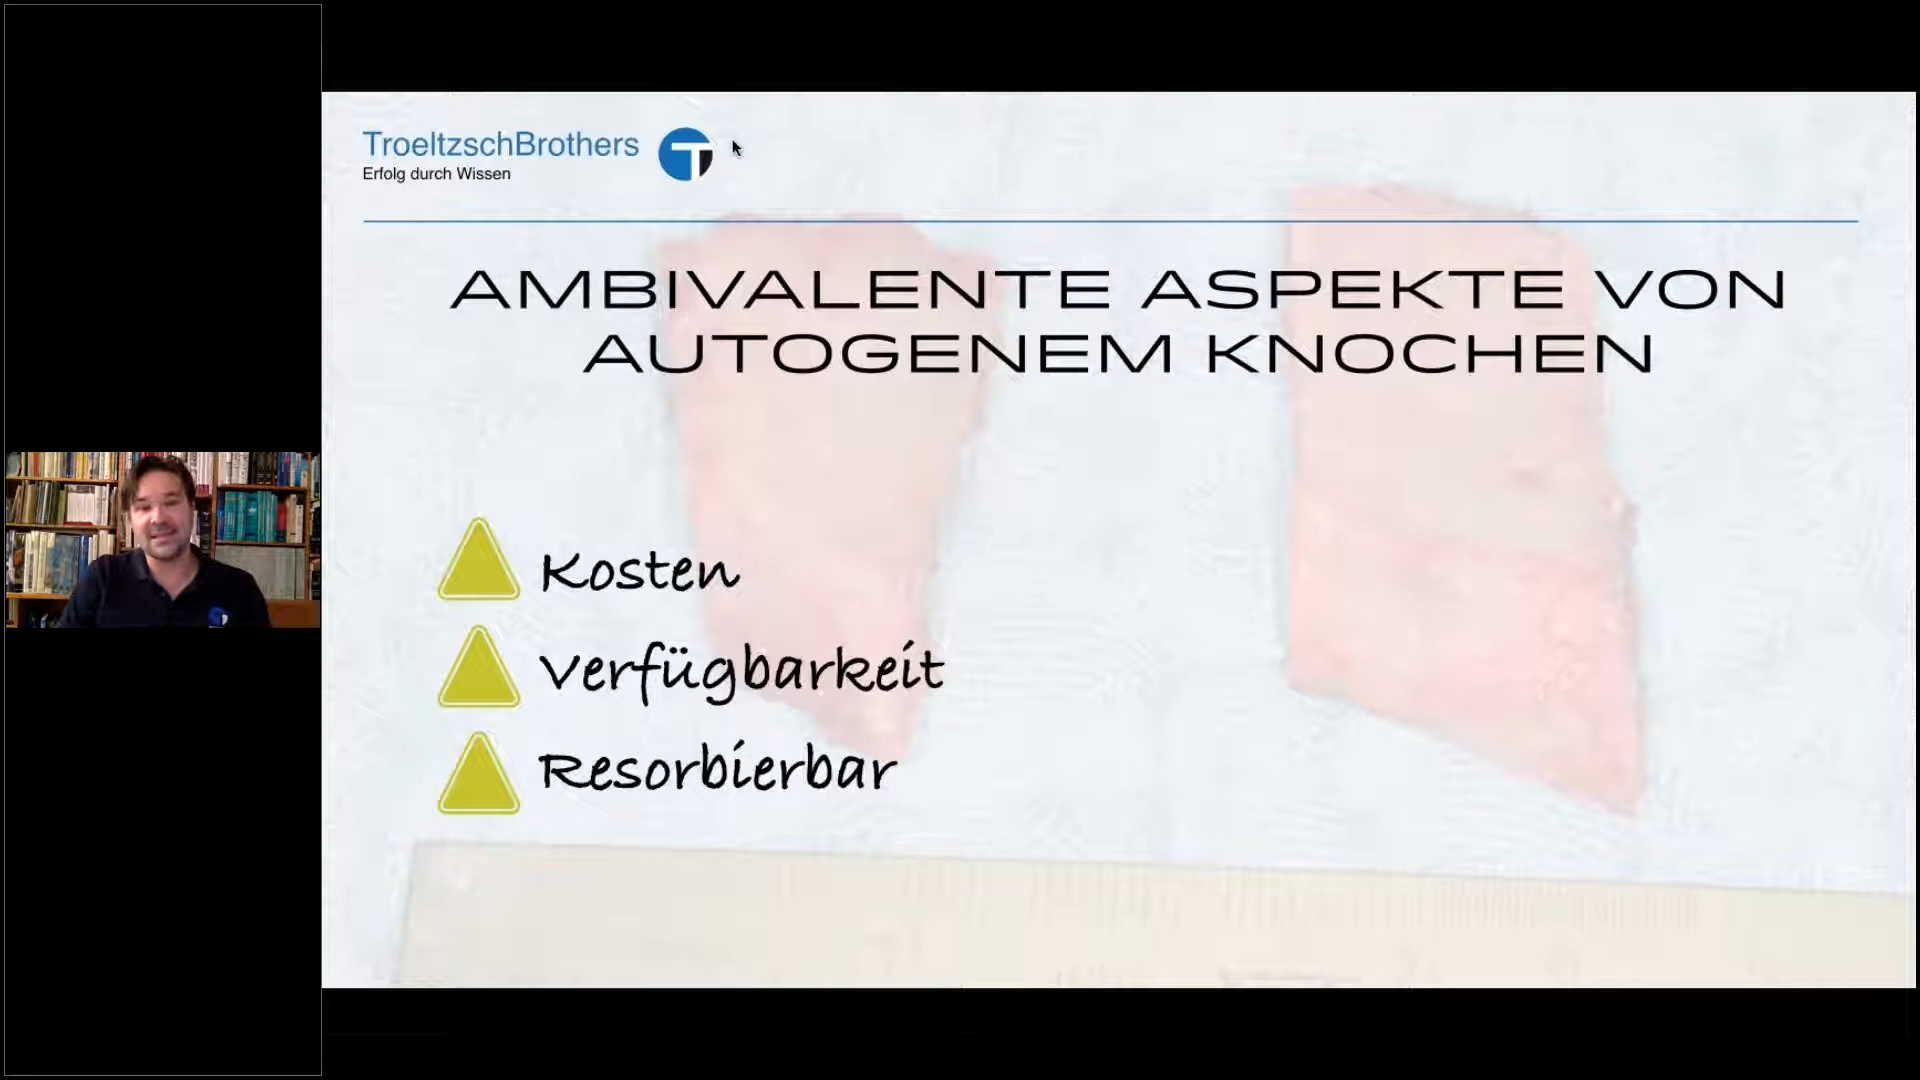 TroeltzschBrothers
Erfolg durch Wissen
AMBIVALENTE ASPEKTE VON
AUTOGENEM KNOCHEN
Kosten
Verfügbarkeit
Resorbierbar